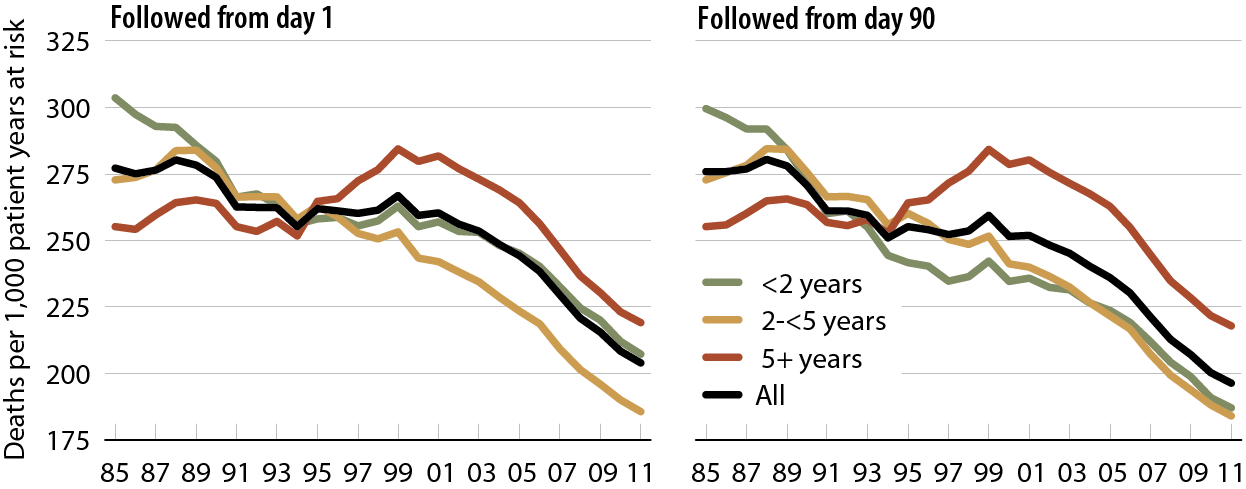 Followed from day 1
Followed from day 90
Deaths per 1,000 patient years at risk
325
300
275
250
225
200
175
<2 years
2-<5 years
5+ years
All
85 87 89 91 93 95 97 99 01 03 05 07 09 11
85 87 89 91 93 95 97 99 01 03 05 07 09 11